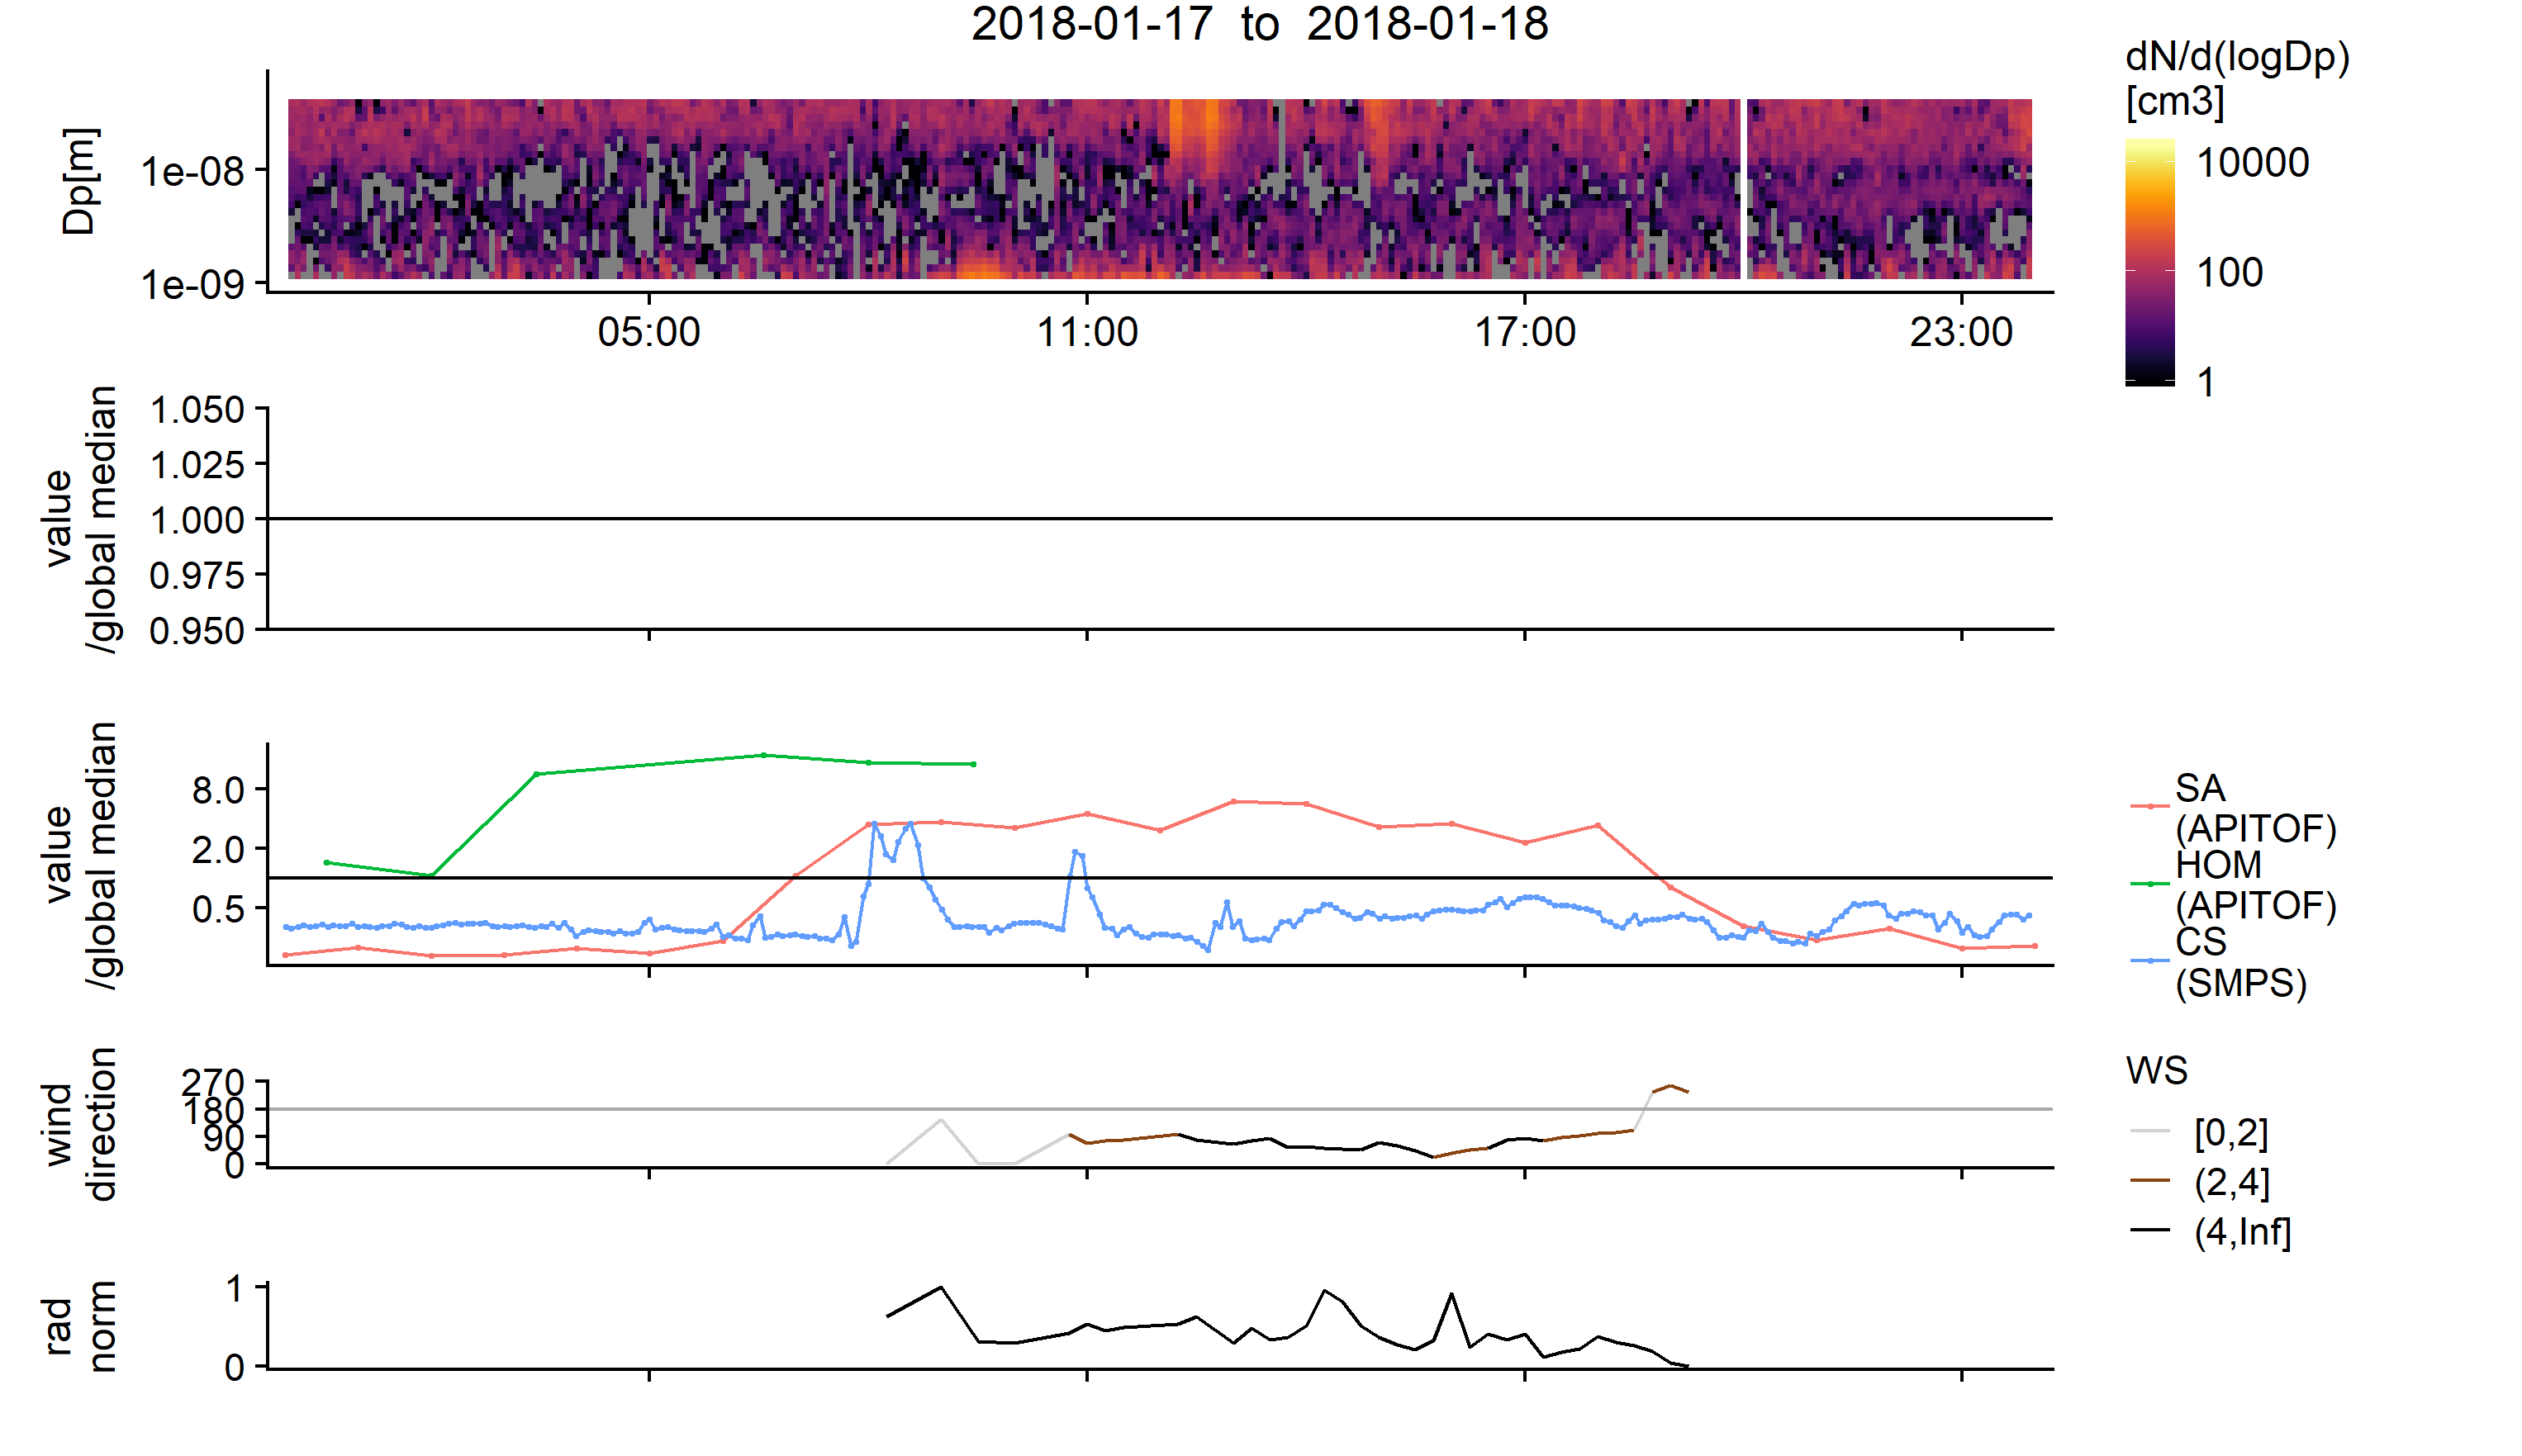 2018-01-17 to 2018-01-18
Dp[m]
1e-08
1e-09
05:00
11:00
17:00
23:00
dN/d(logDp)
[cm3]
10000
100
1
value
/global median
1.050
1.025
1.000
0.975
0.950
value
/global median
8.0
2.0
0.5
SA
(APITOF)
HOM
(APITOF)
CS
(SMPS)
wind
direction
270
180
90
0
WS
[0,2]
(2,4]
(4,Inf]
rad
norm
1
0